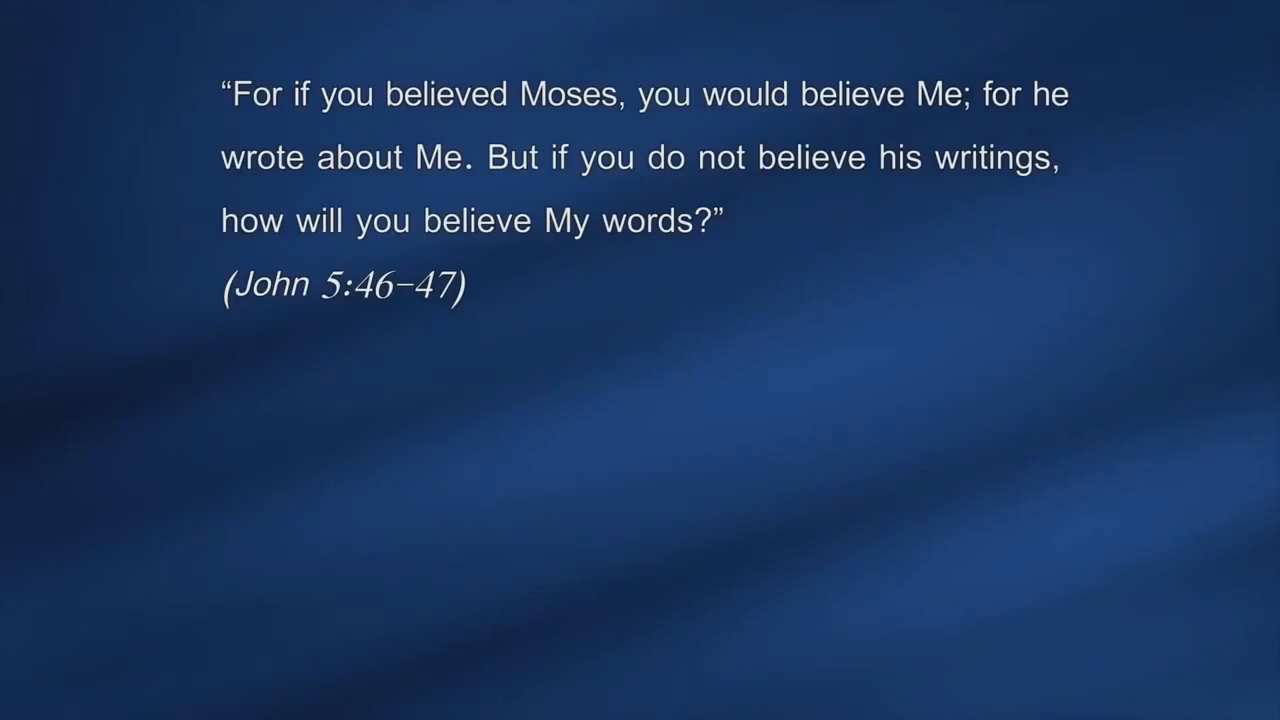 “For if you believed Moses, you would believe Me; for he
wrote about Me. But if you do not believe his writings,
how will you believe My words?”
(John 5:46–47)